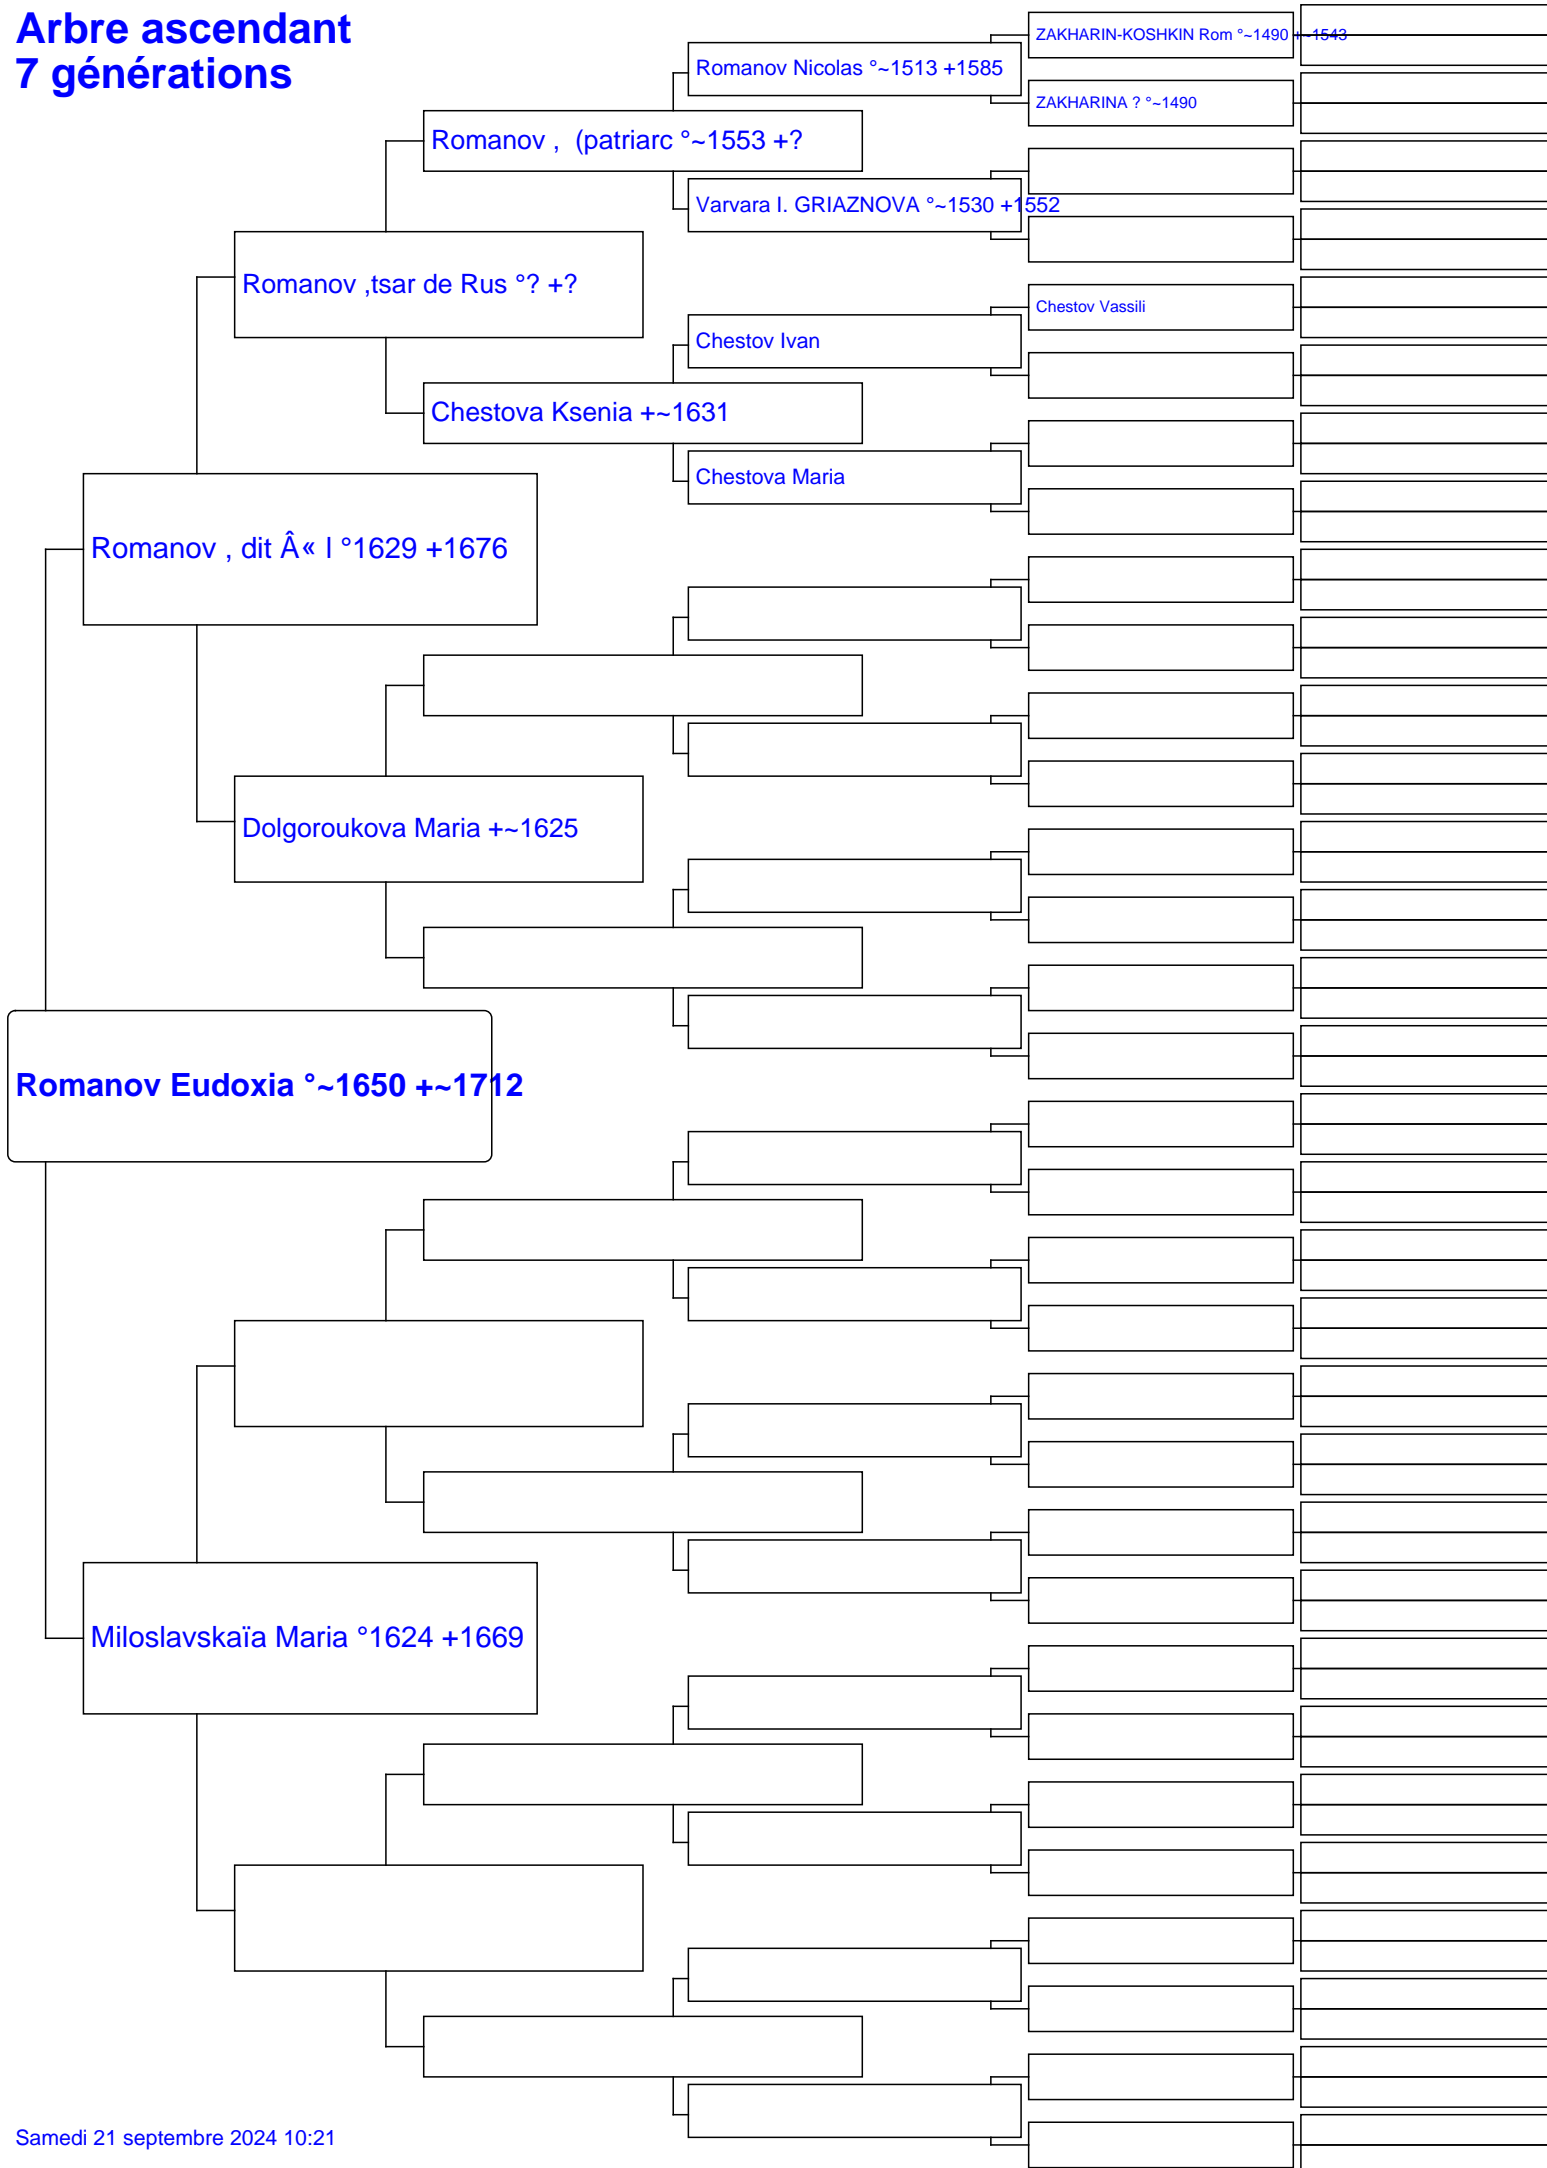 Arbre ascendant
7 générations
ZAKHARIN-KOSHKIN Rom °~1490 +~1543
Romanov Nicolas °~1513 +1585
ZAKHARINA ? °~1490
Romanov ,  (patriarc °~1553 +?
Varvara I. GRIAZNOVA °~1530 +1552
Romanov ,tsar de Rus °? +?
Chestov Vassili
Chestov Ivan
Chestova Ksenia +~1631
Chestova Maria
Romanov , dit Â« l °1629 +1676
Dolgoroukova Maria +~1625
Romanov Eudoxia °~1650 +~1712
Miloslavskaïa Maria °1624 +1669
Samedi 21 septembre 2024 10:21